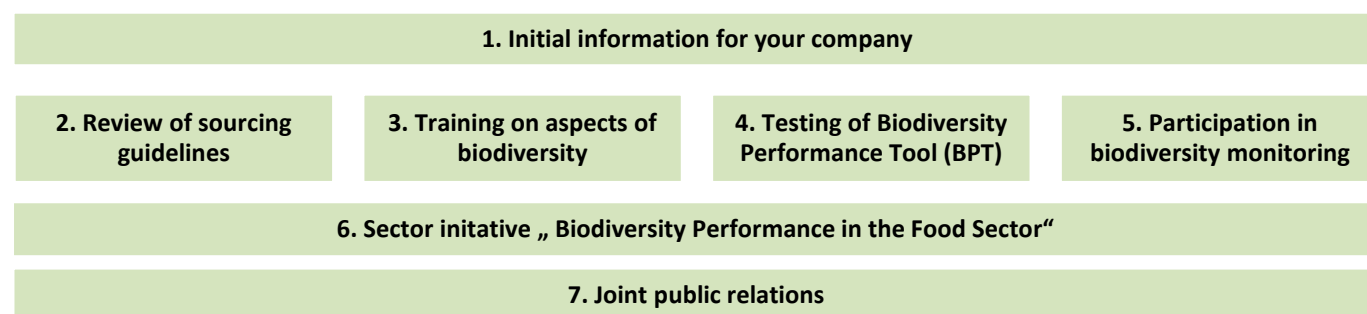 1. Initial information for your company
2. Review of sourcing
guidelines
3. Training on aspects of
biodiversity
4. Testing of Biodiversity
Performance Tool (BPT)
5. Participation in
biodiversity monitoring
6. Sector initative „ Biodiversity Performance in the Food Sector“
7. Joint public relations